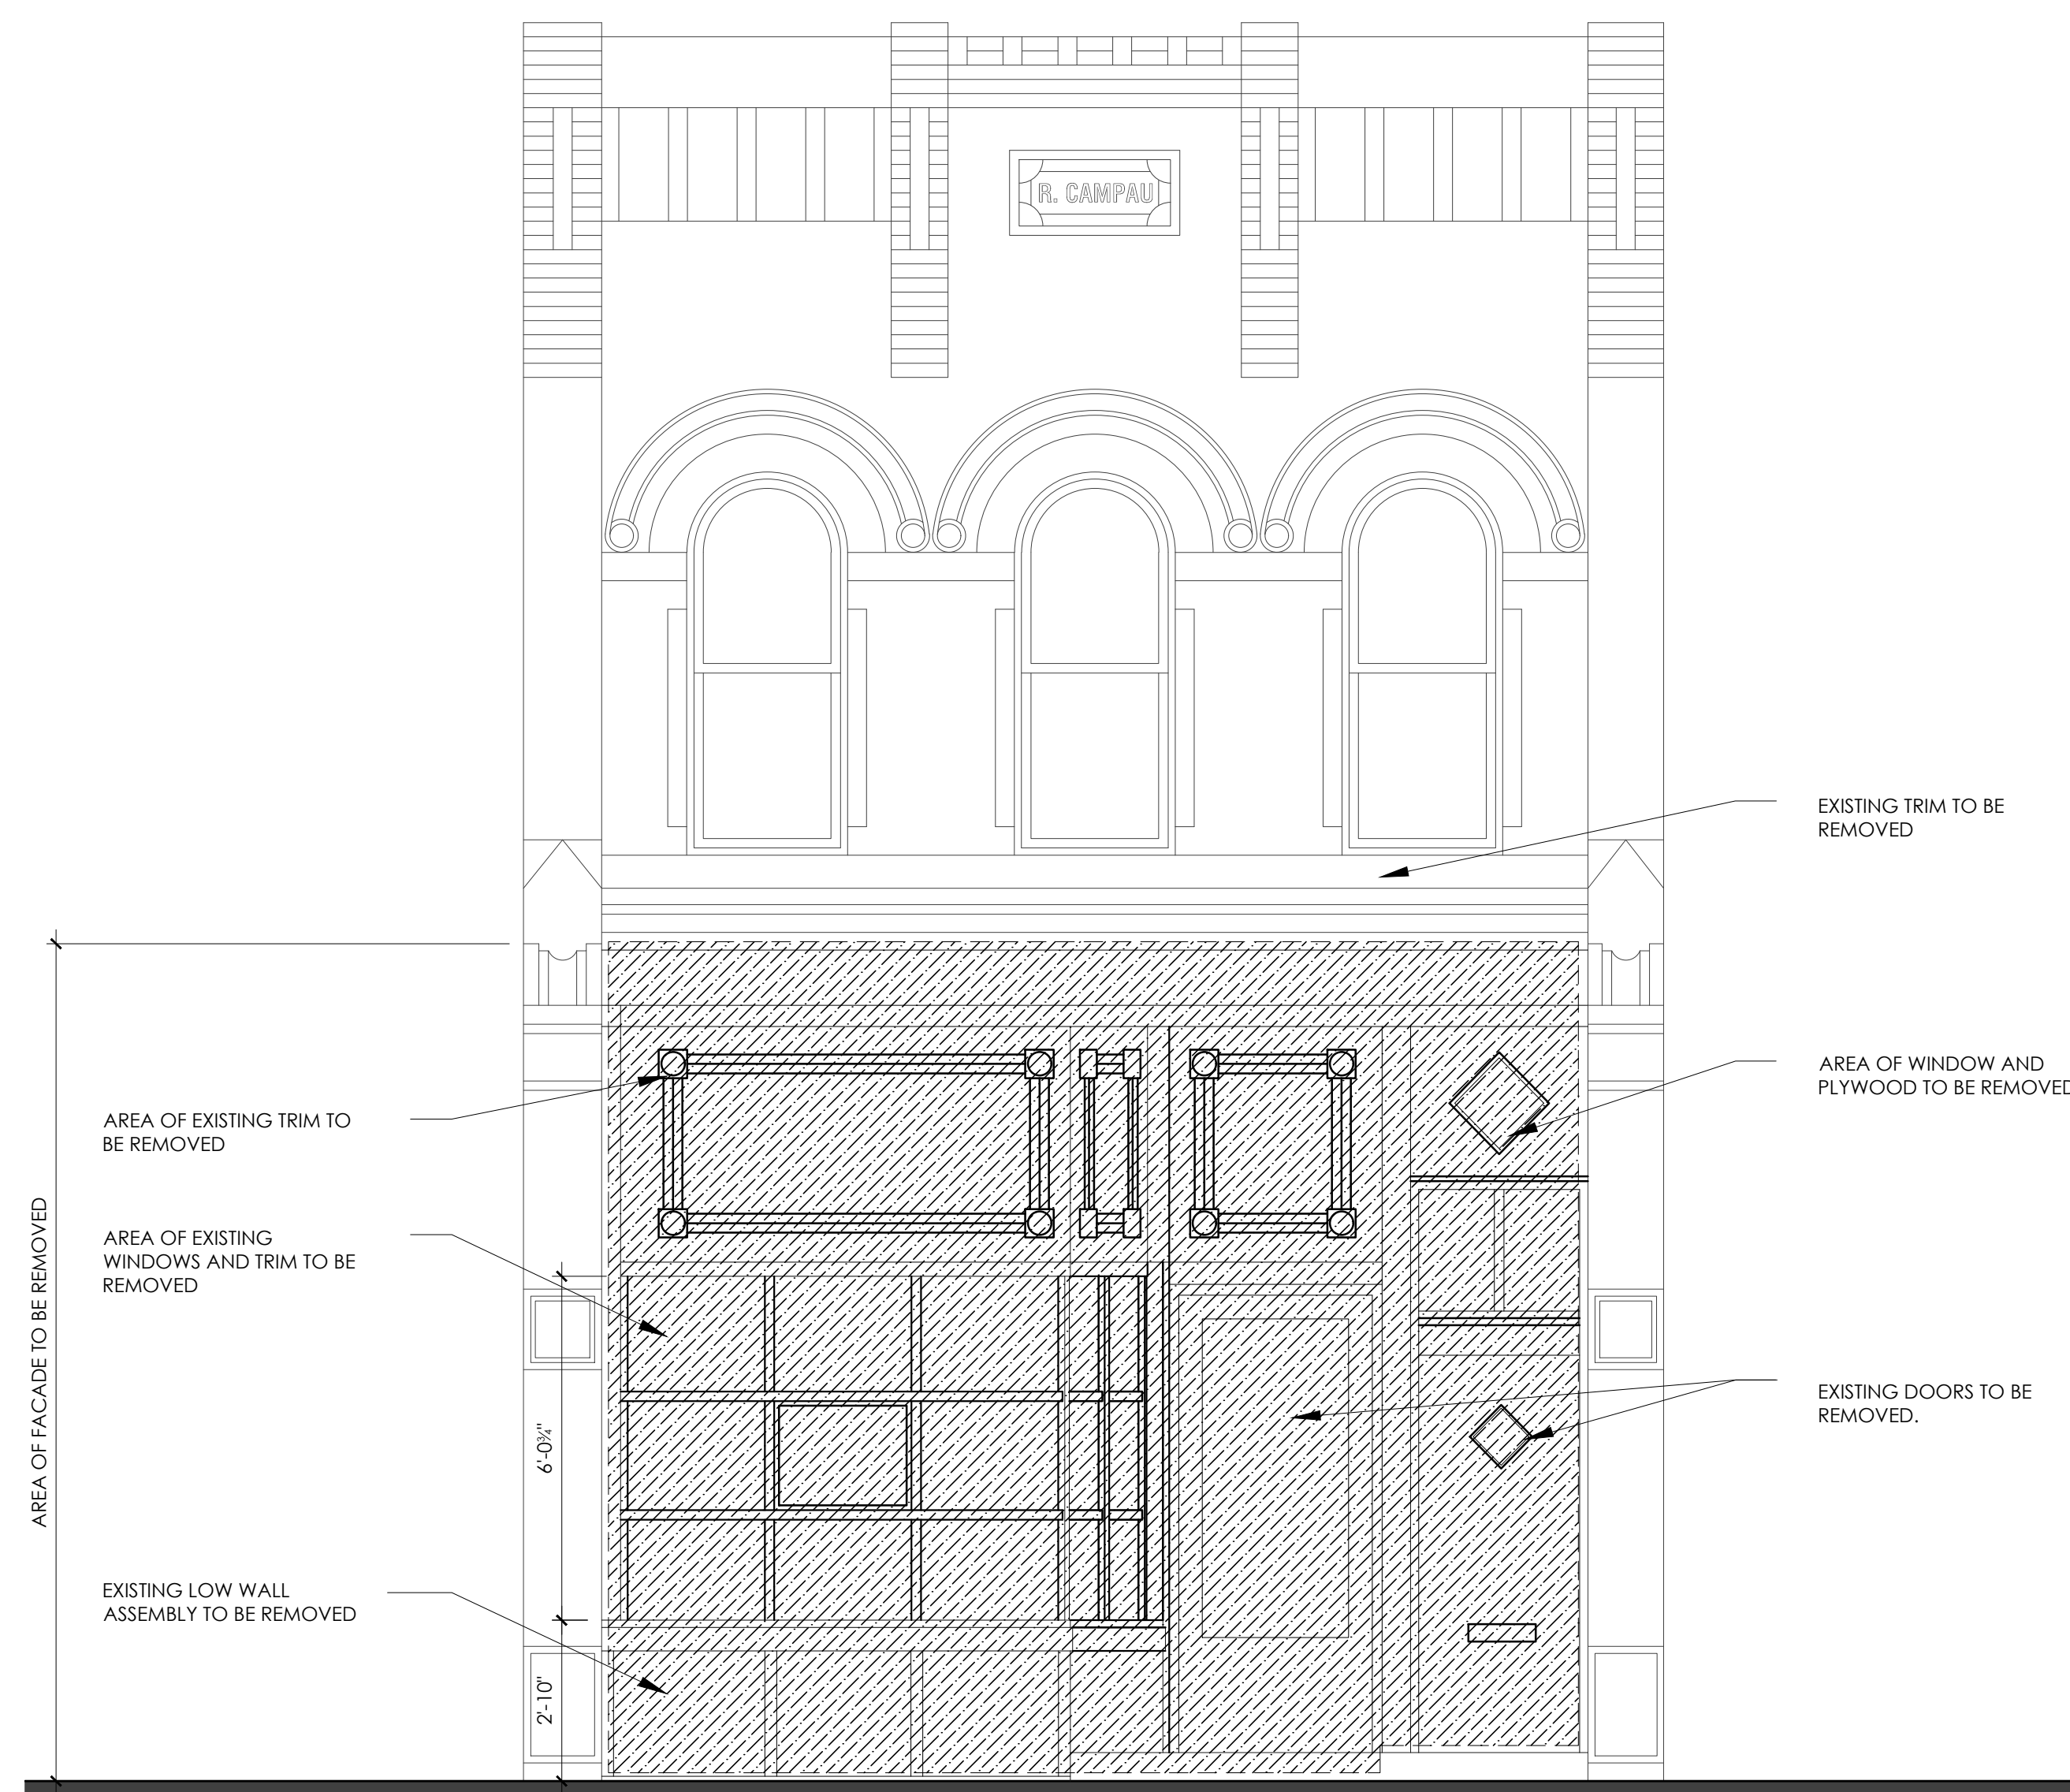 R. CAMPAU
EXISTING TRIM TO BE
REMOVED
AREA OF WINDOW AND
PLYWOOD TO BE REMOVED
AREA OF EXISTING TRIM TO
BE REMOVED
AREA OF FACADE TO BE REMOVED
AREA OF EXISTING
WINDOWS AND TRIM TO BE
REMOVED
EXISTING DOORS TO BE
REMOVED.
6'-0¾"
EXISTING LOW WALL
ASSEMBLY TO BE REMOVED
2'-10"